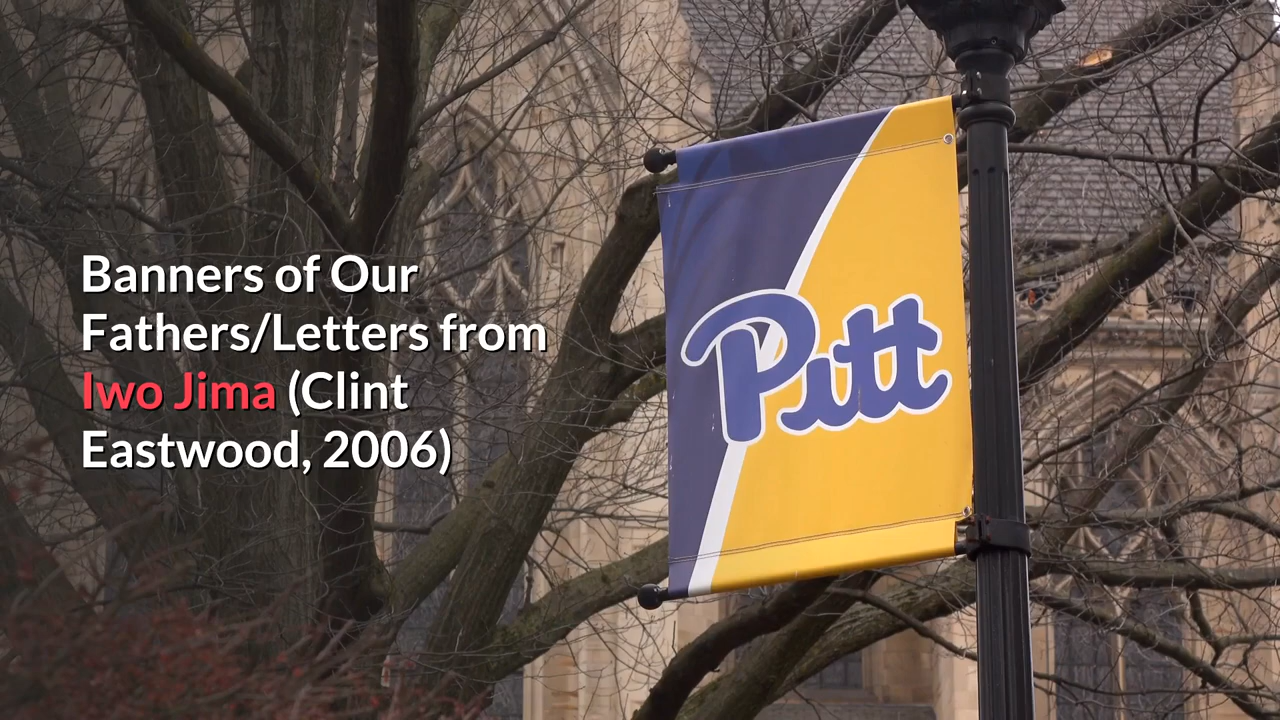 Banners of Our
Fathers/Letters from
Iwo Jima (Clint
Eastwood, 2006)
Pitt